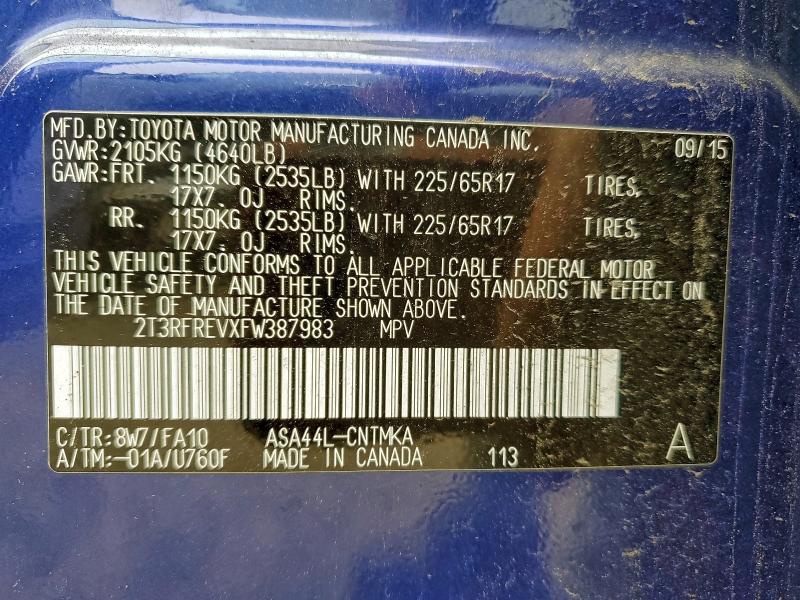 MFD.BY:TOYOTA MOTOR MANUFACTURING CANADA INC. 09/15
GVWR:2105KG (4640LB)
GAWR:FRT. 1150KG (2535LB) WITH 225/65R17 TIRES.
17X7.0J RIMS.
RR. 1150KG (2535LB) WITH 225/65R17 TIRES.
17X7.0J RIMS.
THIS VEHICLE CONFORMS TO ALL APPLICABLE FEDERAL MOTOR
VEHICLE SAFETY AND THEFT PREVENTION STANDARDS IN EFFECT ON
THE DATE OF MANUFACTURE SHOWN ABOVE.
2T3RFREVXFW387983 MPV
C/TR:8W7/FA10 ASA44L-CNTMKA
A/TM:-01A/U760F MADE IN CANADA 113 A